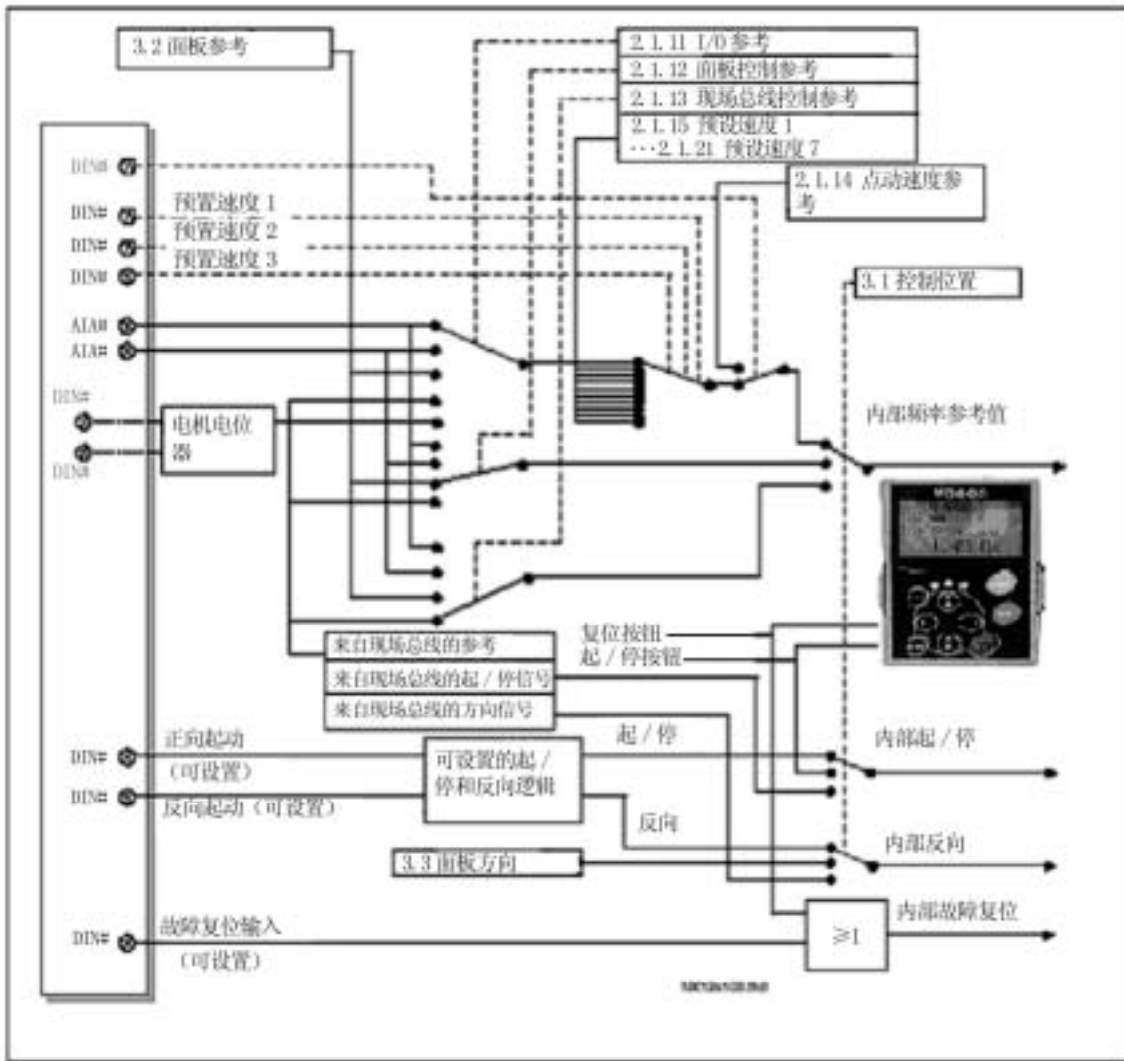 3.2 面板参考
2.1.11 I/O 参考
2.1.12 面板控制参考
2.1.13 现场总线控制参考
2.1.15 预设速度 1
···2.1.21 预设速度 7
2.1.14 点动速度参
考
3.1 控制位置
DIN#
DIN#
预置速度 1
DIN#
预置速度 2
DIN#
预置速度 3
AIA#
AIA#
DIN#
DIN#
电机电位
器
内部频率参考值
复位按钮
起/停按钮
来自现场总线的参考
来自现场总线的起/停信号
来自现场总线的方向信号
DIN#
正向起动
(可设置)
DIN#
反向起动(可设置)
可设置的起/
停和反向逻辑
起/停
反向
内部起/停
内部反向
3.3 面板方向
DIN#
故障复位输入
(可设置)
≥1
内部故障复位